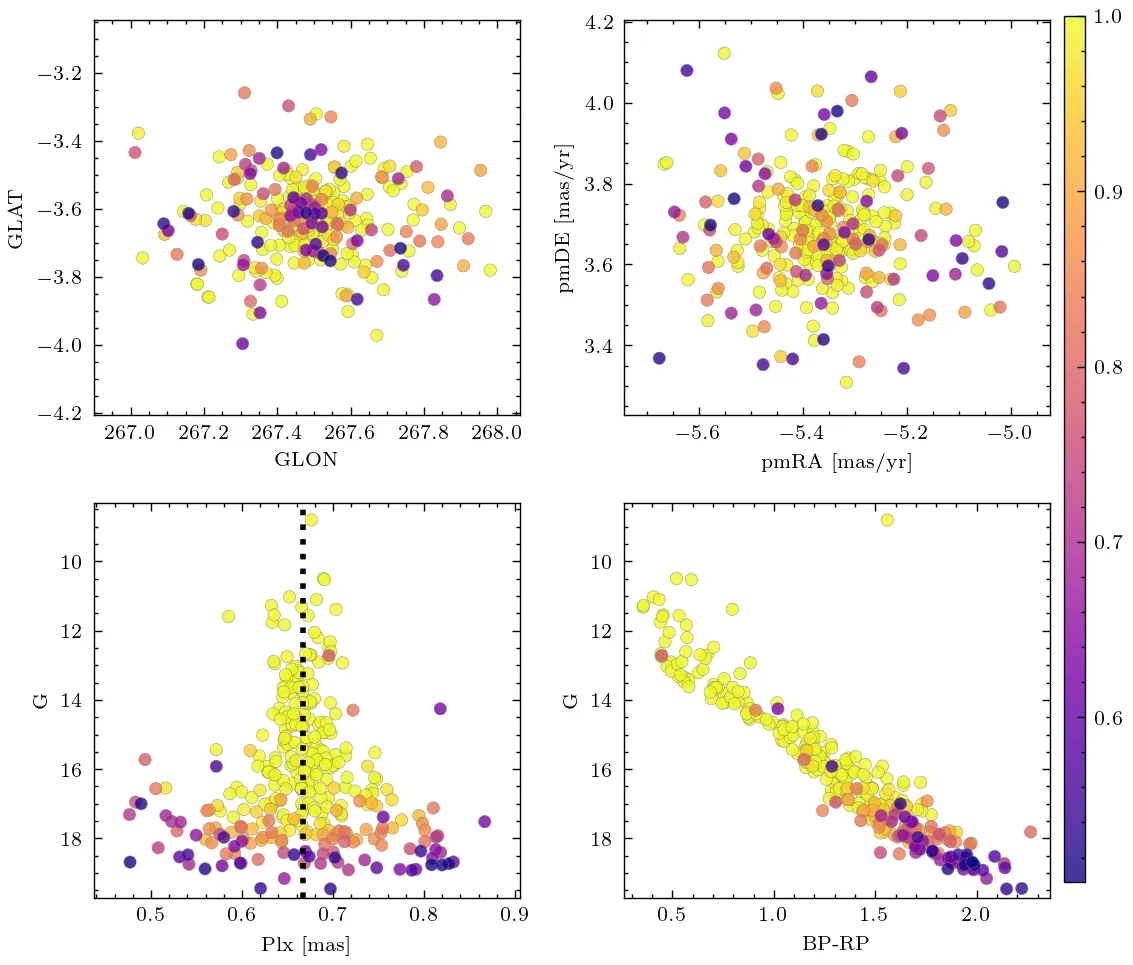 −3.2
−3.4
−3.6
−3.8
−4.0
−4.2
GLAT
267.0 267.2 267.4 267.6 267.8 268.0
GLON
4.2
4.0
3.8
3.6
3.4
pmDE [mas/yr]
−5.6 −5.4 −5.2 −5.0
pmRA [mas/yr]
1.0
0.9
0.8
0.7
0.6
10
12
14
16
18
G
0.5 0.6 0.7 0.8 0.9
Plx [mas]
10
12
14
16
18
G
0.5 1.0 1.5 2.0
BP-RP